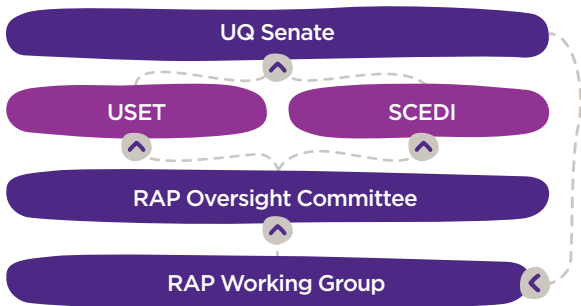 UQ Senate
USET
SCEDI
RAP Oversight Committee
RAP Working Group